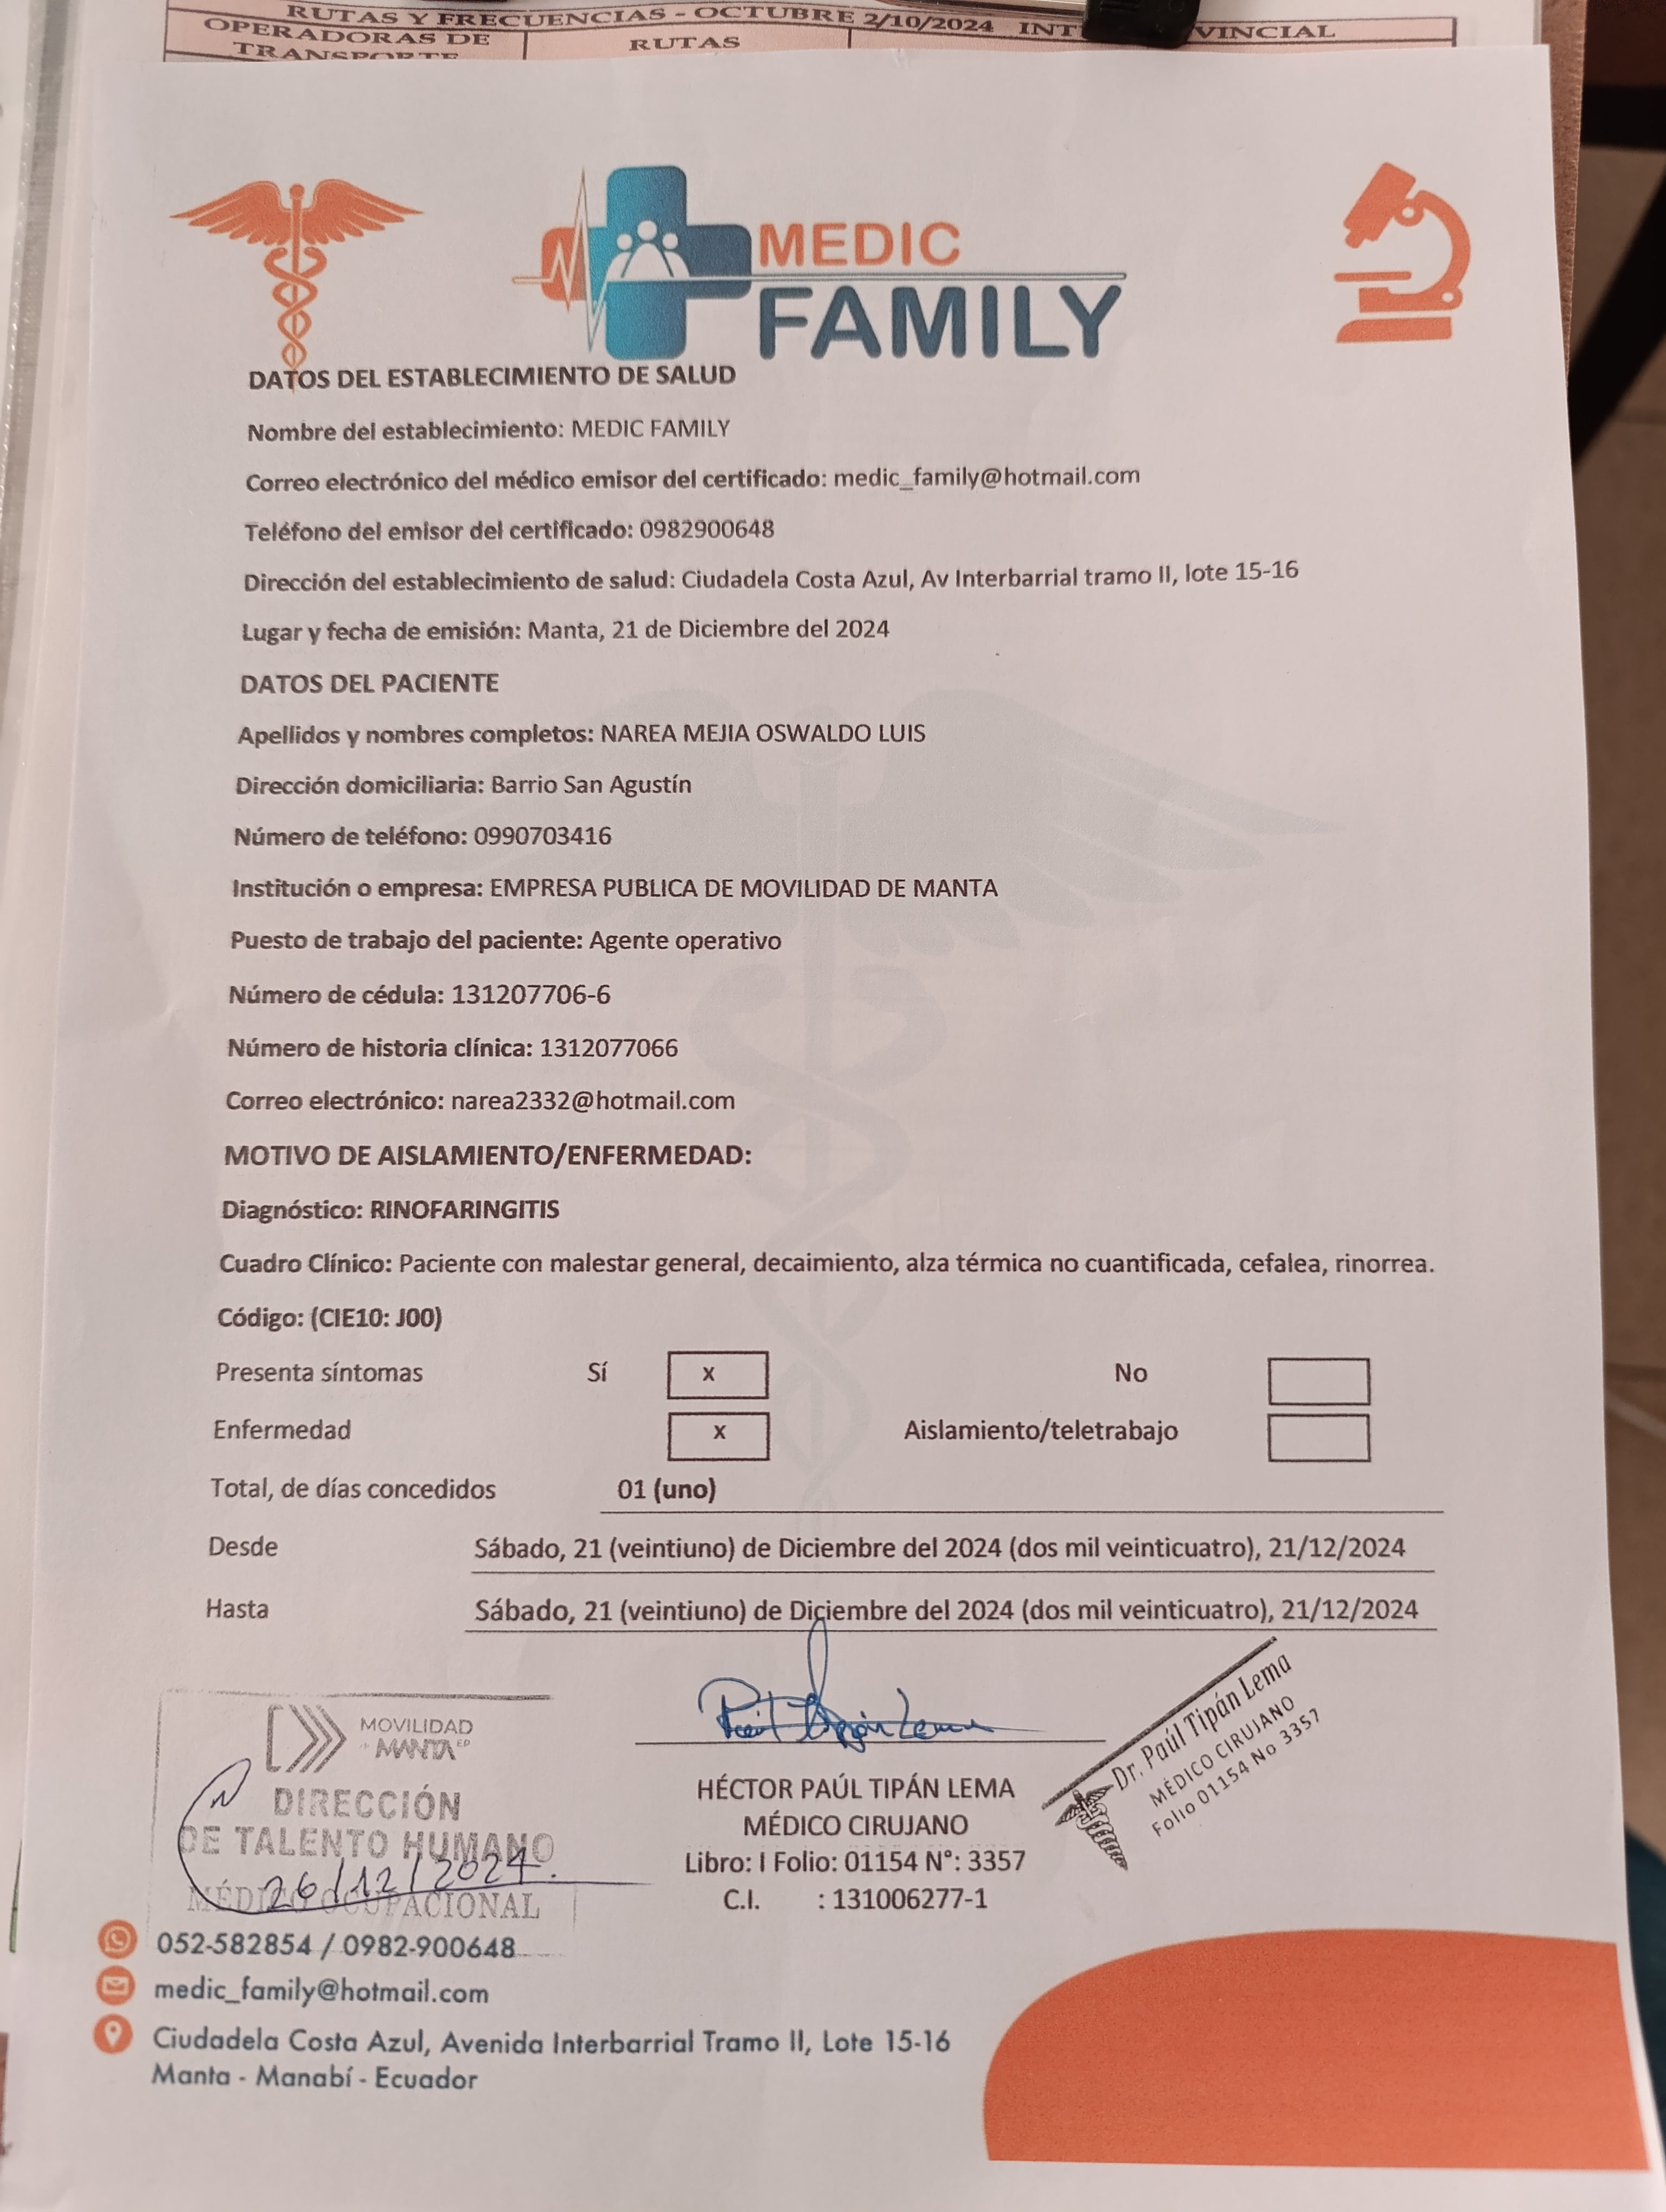 RUTAS Y FRECUENCIAS - OCTUBRE 2/10/2024 INT VINCIAL
OPERADORAS DE TRANSPORTE
RUTAS
MEDIC
FAMILY
DATOS DEL ESTABLECIMIENTO DE SALUD
Nombre del establecimiento: MEDIC FAMILY
Correo electrónico del médico emisor del certificado: medic_family@hotmail.com
Teléfono del emisor del certificado: 0982900648
Dirección del establecimiento de salud: Ciudadela Costa Azul, Av Interbarrial tramo II, lote 15-16
Lugar y fecha de emisión: Manta, 21 de Diciembre del 2024
DATOS DEL PACIENTE
Apellidos y nombres completos: NAREA MEJIA OSWALDO LUIS
Dirección domiciliaria: Barrio San Agustín
Número de teléfono: 0990703416
Institución o empresa: EMPRESA PUBLICA DE MOVILIDAD DE MANTA
Puesto de trabajo del paciente: Agente operativo
Número de cédula: 131207706-6
Número de historia clínica: 1312077066
Correo electrónico: narea2332@hotmail.com
MOTIVO DE AISLAMIENTO/ENFERMEDAD:
Diagnóstico: RINOFARINGITIS
Cuadro Clínico: Paciente con malestar general, decaimiento, alza térmica no cuantificada, cefalea, rinorrea.
Código: (CIE10: J00)
Presenta síntomas Sí x No
Enfermedad x Aislamiento/teletrabajo
Total, de días concedidos 01 (uno)
Desde Sábado, 21 (veintiuno) de Diciembre del 2024 (dos mil veinticuatro), 21/12/2024
Hasta Sábado, 21 (veintiuno) de Diciembre del 2024 (dos mil veinticuatro), 21/12/2024
MOVILIDAD
MANTA EP
DIRECCIÓN
DE TALENTO HUMANO
26/12/2024.
MÉDICO OCUPACIONAL
Paúl Tipán Lema
HÉCTOR PAÚL TIPÁN LEMA
MÉDICO CIRUJANO
Libro: I Folio: 01154 N°: 3357
C.I. : 131006277-1
Dr. Paúl Tipán Lema
MÉDICO CIRUJANO
Folio 01154 No 3357
052-582854 / 0982-900648
medic_family@hotmail.com
Ciudadela Costa Azul, Avenida Interbarrial Tramo II, Lote 15-16
Manta - Manabí - Ecuador